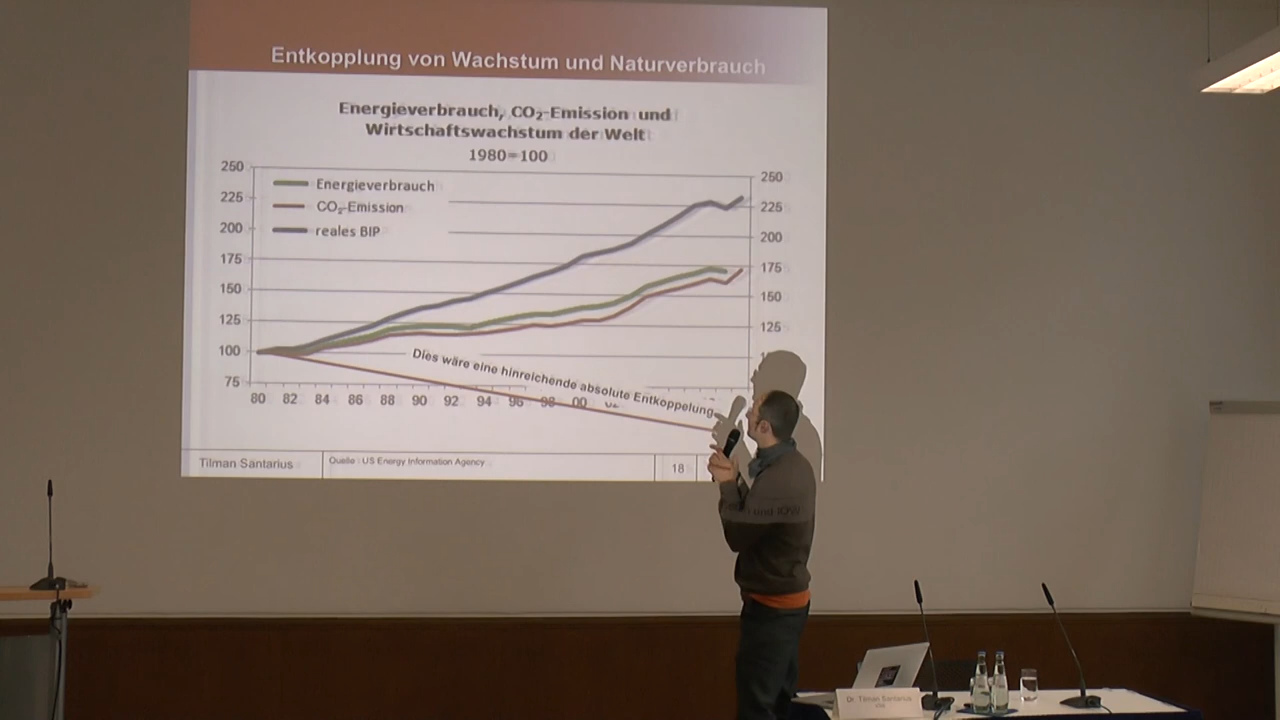 Entkopplung von Wachstum und Naturverbrauch
Energieverbrauch, CO₂-Emission und
Wirtschaftswachstum der Welt
1980=100
250
225
200
175
150
125
100
75
Energieverbrauch
CO₂-Emission
reales BIP
250
225
200
175
150
125
Dies wäre eine hinreichende absolute Entkoppelung
80 82 84 86 88 90 92 94 96 98 00
Tilman Santarius
Quelle : US Energy Information Agency
18
Dr. Tilman Santarius